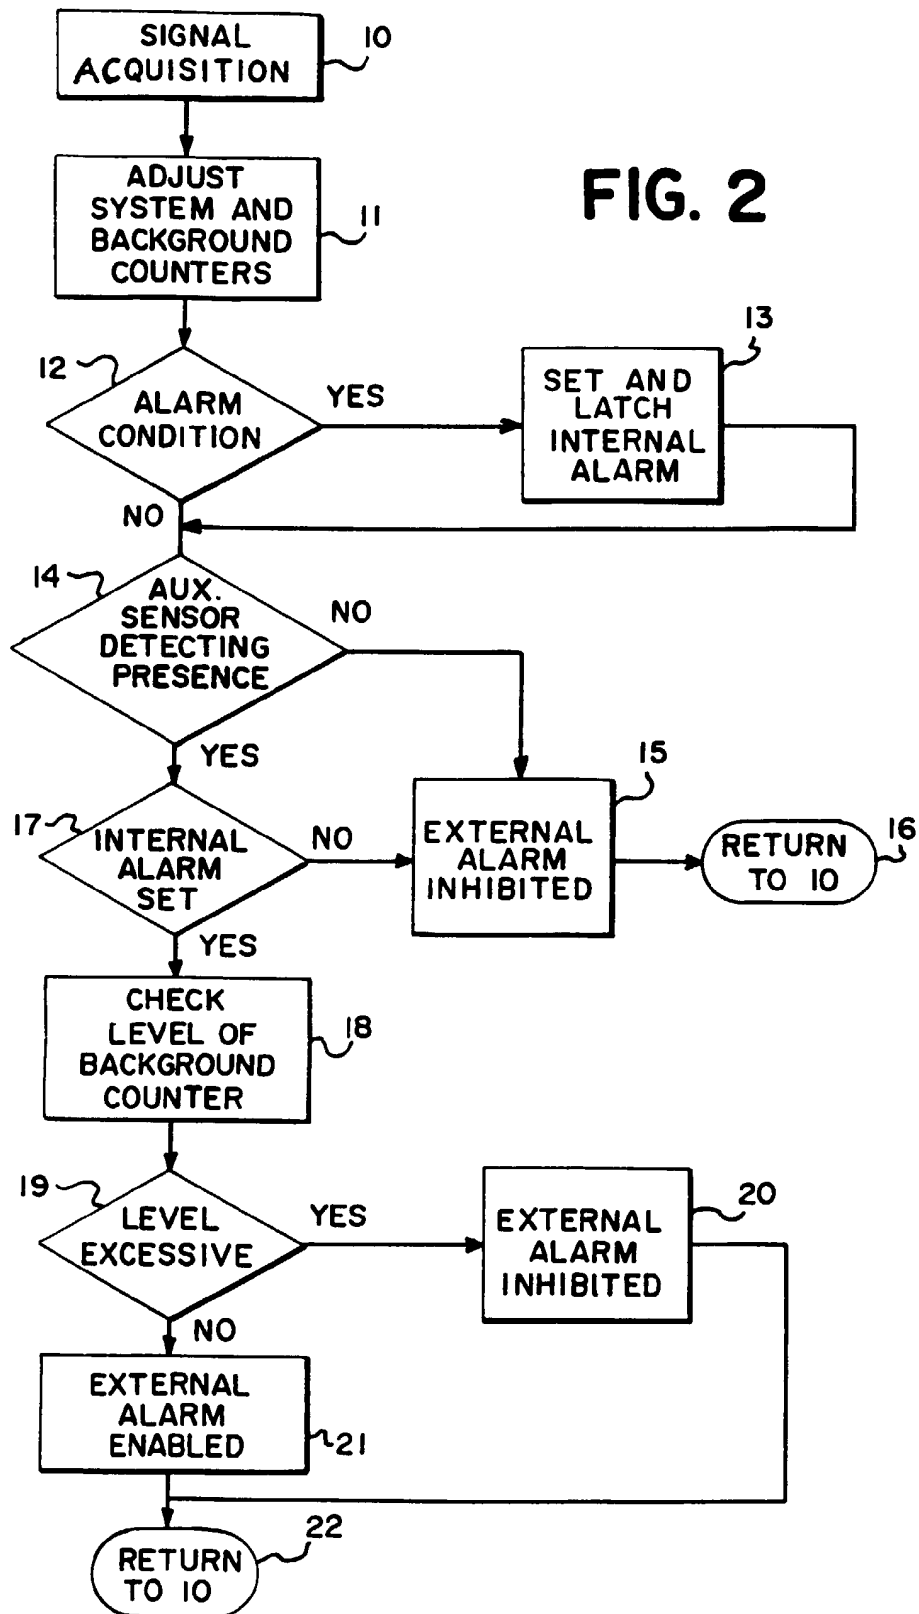 SIGNAL
ACQUISITION
10
ADJUST
SYSTEM AND
BACKGROUND
COUNTERS
11
FIG. 2
12
ALARM
CONDITION
YES
13
SET AND
LATCH
INTERNAL
ALARM
NO
14
AUX.
SENSOR
DETECTING
PRESENCE
NO
YES
15
EXTERNAL
ALARM
INHIBITED
16
RETURN
TO 10
17
INTERNAL
ALARM
SET
NO
YES
CHECK
LEVEL OF
BACKGROUND
COUNTER
18
19
LEVEL
EXCESSIVE
YES
20
EXTERNAL
ALARM
INHIBITED
NO
EXTERNAL
ALARM
ENABLED
21
22
RETURN
TO 10